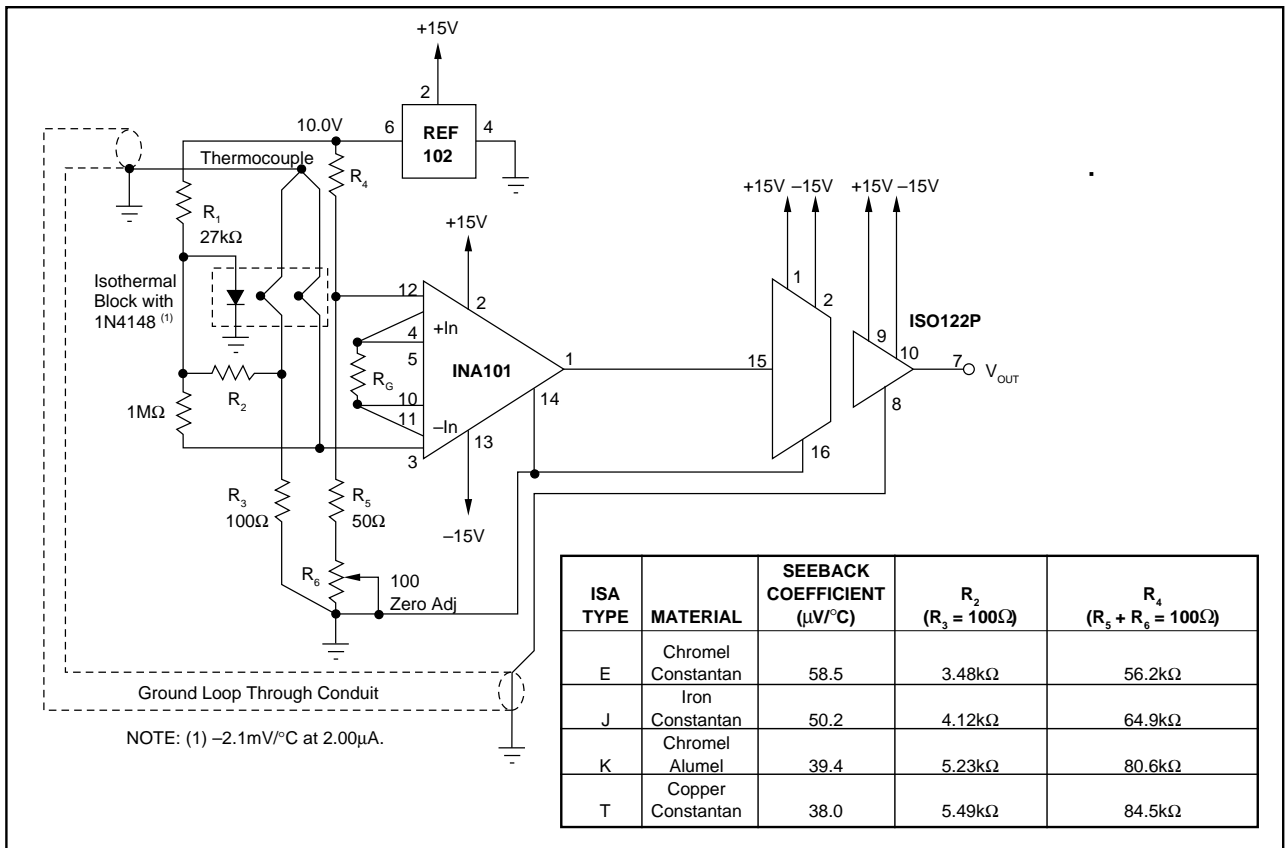 +15V
2
10.0V
6
REF
102
4
Thermocouple
R4
R1
27kΩ
+15V
+15V –15V
+15V –15V
Isothermal
Block with
1N4148 (1)
12
2
1
2
+In
4
5
ISO122P
9
10
RG
INA101
1
15
7
VOUT
R2
10
11
14
8
1MΩ
–In
13
3
16
R3
100Ω
R5
50Ω
–15V
R6
100
Zero Adj
Ground Loop Through Conduit
NOTE: (1) –2.1mV/°C at 2.00µA.
ISA
TYPE
MATERIAL
SEEBACK
COEFFICIENT
(µV/°C)
R2
(R3 = 100Ω)
R4
(R5 + R6 = 100Ω)
E
Chromel
Constantan
58.5
3.48kΩ
56.2kΩ
J
Iron
Constantan
50.2
4.12kΩ
64.9kΩ
K
Chromel
Alumel
39.4
5.23kΩ
80.6kΩ
T
Copper
Constantan
38.0
5.49kΩ
84.5kΩ